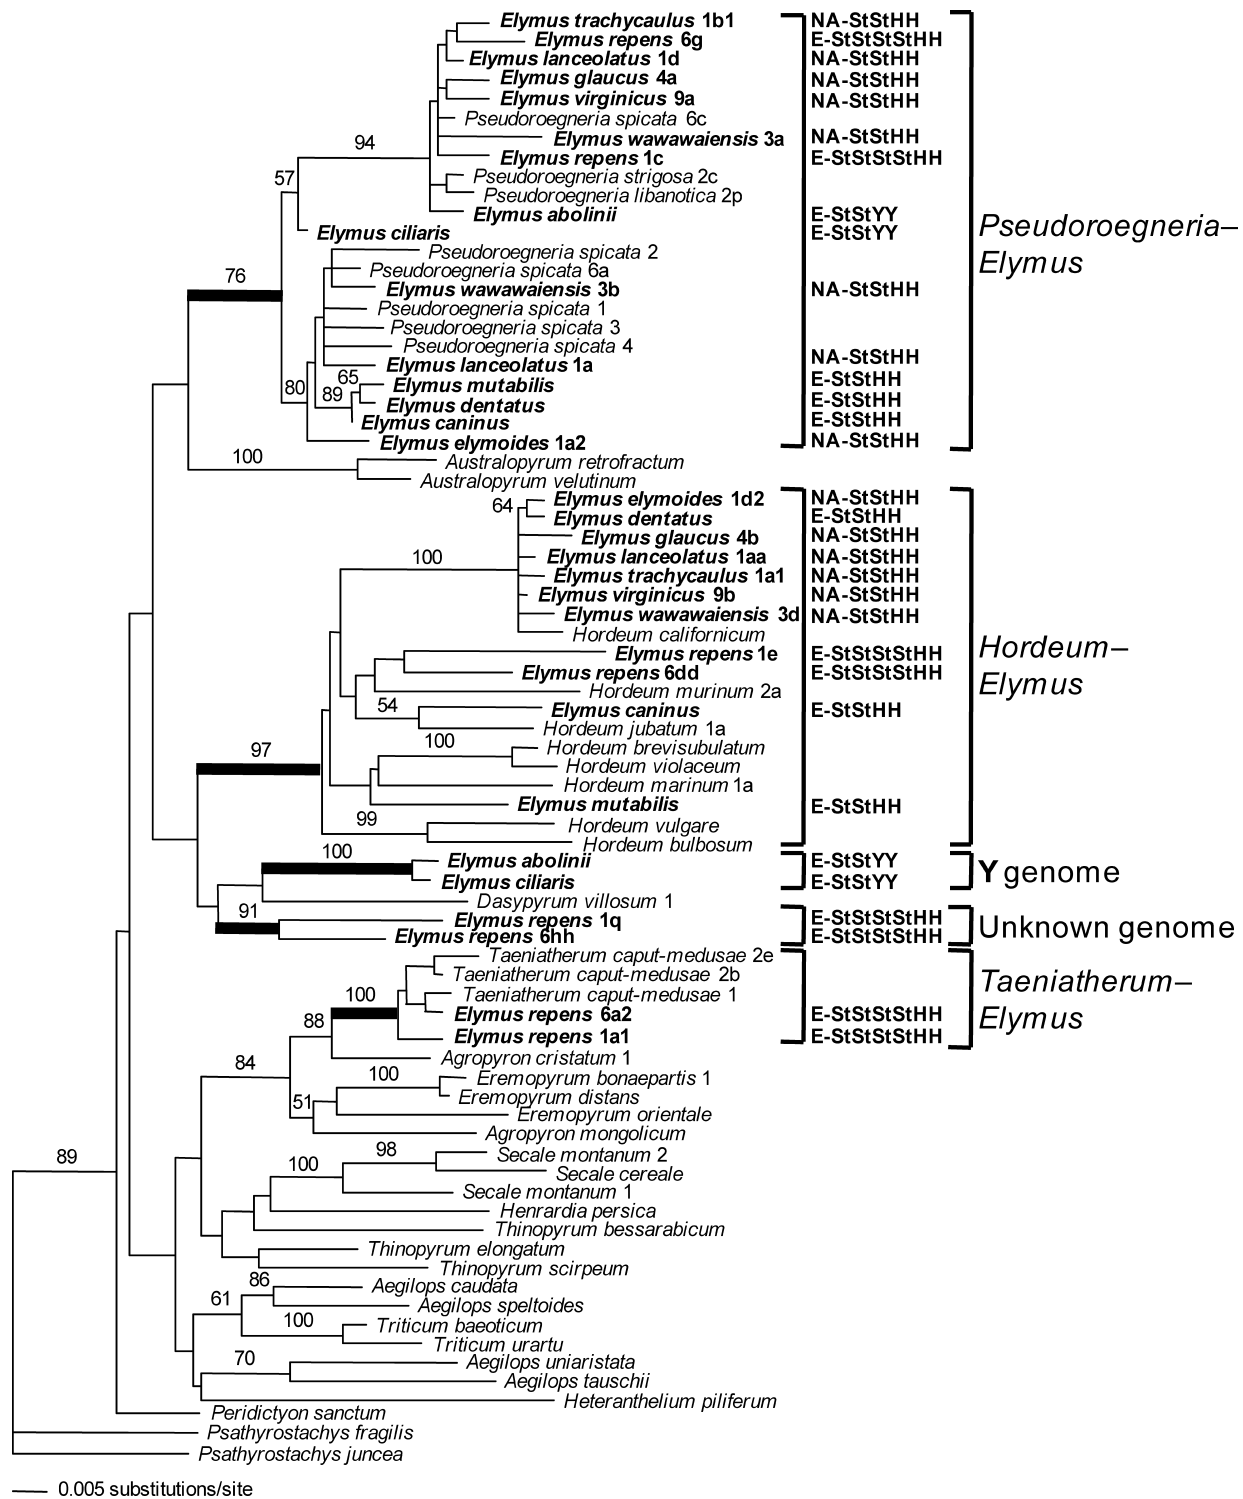 Elymus trachycaulus 1b1 NA-StStHH
Elymus repens 6g E-StStStStHH
Elymus lanceolatus 1d NA-StStHH
Elymus glaucus 4a NA-StStHH
Elymus virginicus 9a NA-StStHH
Pseudoroegneria spicata 6c
Elymus wawawaiensis 3a NA-StStHH
94
Elymus repens 1c E-StStStStHH
Pseudoroegneria strigosa 2c
57
Pseudoroegneria libanotica 2p
Elymus abolinii E-StStYY
Pseudoroegneria–
Elymus
Elymus ciliaris E-StStYY
Pseudoroegneria spicata 2
Pseudoroegneria spicata 6a
76
Elymus wawawaiensis 3b NA-StStHH
Pseudoroegneria spicata 1
Pseudoroegneria spicata 3
Pseudoroegneria spicata 4
Elymus lanceolatus 1a NA-StStHH
65
Elymus mutabilis E-StStHH
80
89
Elymus dentatus E-StStHH
Elymus caninus E-StStHH
Elymus elymoides 1a2 NA-StStHH
100
Australopyrum retrofractum
Australopyrum velutinum
Elymus elymoides 1d2 NA-StStHH
64
Elymus dentatus E-StStHH
Elymus glaucus 4b NA-StStHH
100
Elymus lanceolatus 1aa NA-StStHH
Elymus trachycaulus 1a1 NA-StStHH
Elymus virginicus 9b NA-StStHH
Elymus wawawaiensis 3d NA-StStHH
Hordeum californicum
Hordeum–
Elymus
Elymus repens 1e E-StStStStHH
Elymus repens 6dd E-StStStStHH
Hordeum murinum 2a
54
Elymus caninus E-StStHH
Hordeum jubatum 1a
100
Hordeum brevisubulatum
97
Hordeum violaceum
Hordeum marinum 1a
Elymus mutabilis E-StStHH
99
Hordeum vulgare
Hordeum bulbosum
100
Elymus abolinii E-StStYY
Y genome
Elymus ciliaris E-StStYY
Dasypyrum villosum 1
91
Elymus repens 1q E-StStStStHH
Unknown genome
Elymus repens 6hh E-StStStStHH
Taeniatherum caput-medusae 2e
Taeniatherum caput-medusae 2b
Taeniatherum–
Elymus
100
Taeniatherum caput-medusae 1
88
Elymus repens 6a2 E-StStStStHH
Elymus repens 1a1 E-StStStStHH
Agropyron cristatum 1
84
100
Eremopyrum bonaepartis 1
Eremopyrum distans
51
Eremopyrum orientale
Agropyron mongolicum
98
Secale montanum 2
89
100
Secale cereale
Secale montanum 1
Henrardia persica
Thinopyrum bessarabicum
Thinopyrum elongatum
Thinopyrum scirpeum
86
Aegilops caudata
61
Aegilops speltoides
100
Triticum baeoticum
Triticum urartu
70
Aegilops uniaristata
Aegilops tauschii
Heteranthelium piliferum
Peridictyon sanctum
Psathyrostachys fragilis
Psathyrostachys juncea
0.005 substitutions/site